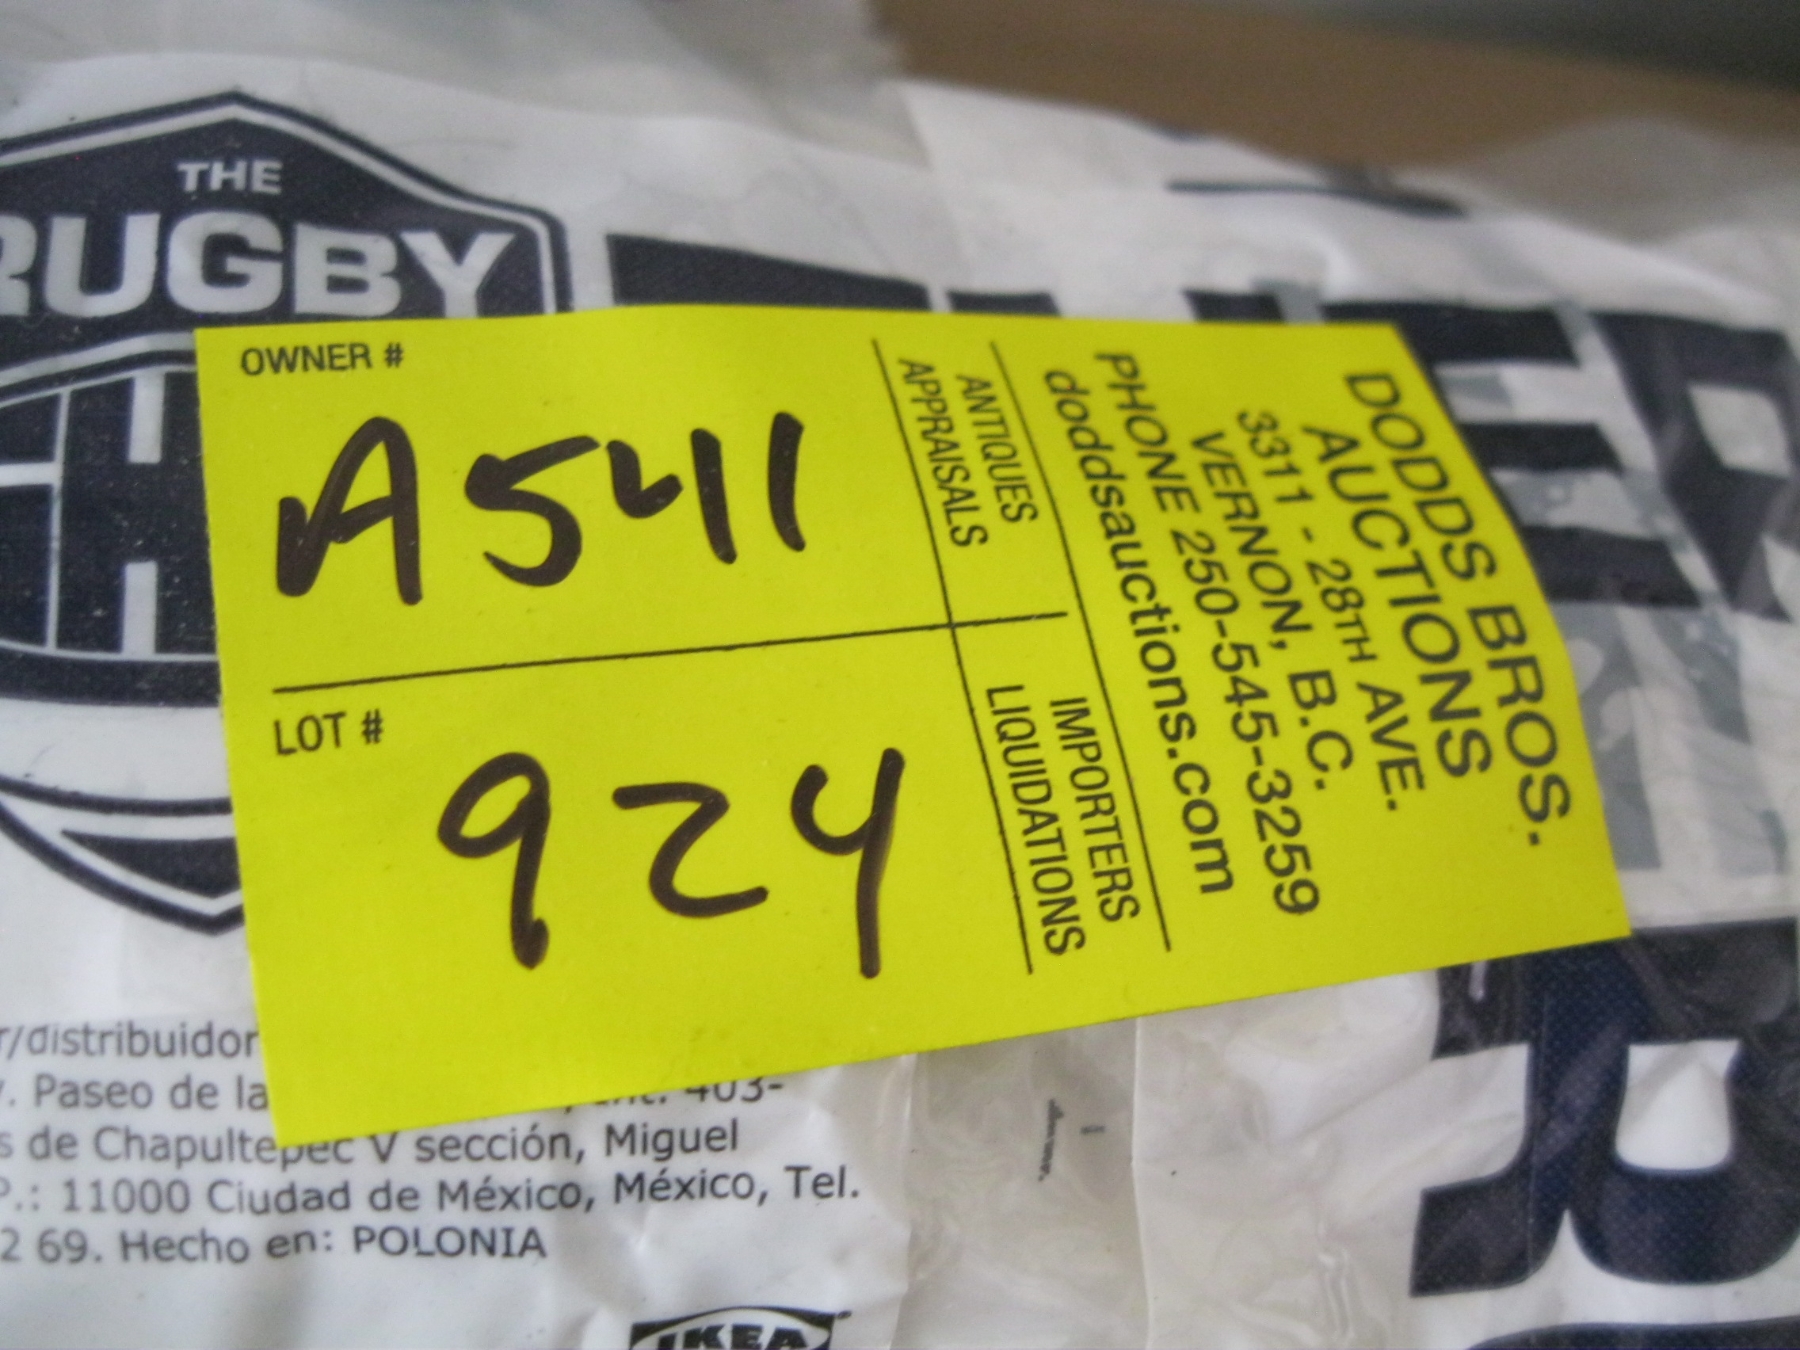 THE
RUGBY
OWNER #
A541
LOT #
924
ANTIQUES
APPRAISALS
IMPORTERS
LIQUIDATIONS
DODDS BROS.
AUCTIONS
3311 - 28TH AVE.
VERNON, B.C.
PHONE 250-545-3259
doddsauctions.com
r/distribuidor
. Paseo de la
403-
s de Chapultepec V sección, Miguel
P.: 11000 Ciudad de México, México, Tel.
2 69. Hecho en: POLONIA
IKEA